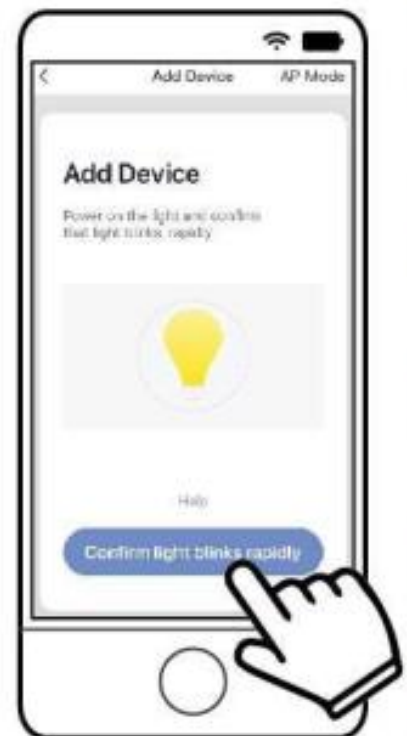 Add Device AP Mode
Add Device
Power on the light and confirm
that light blinks rapidly
Help
Confirm light blinks rapidly